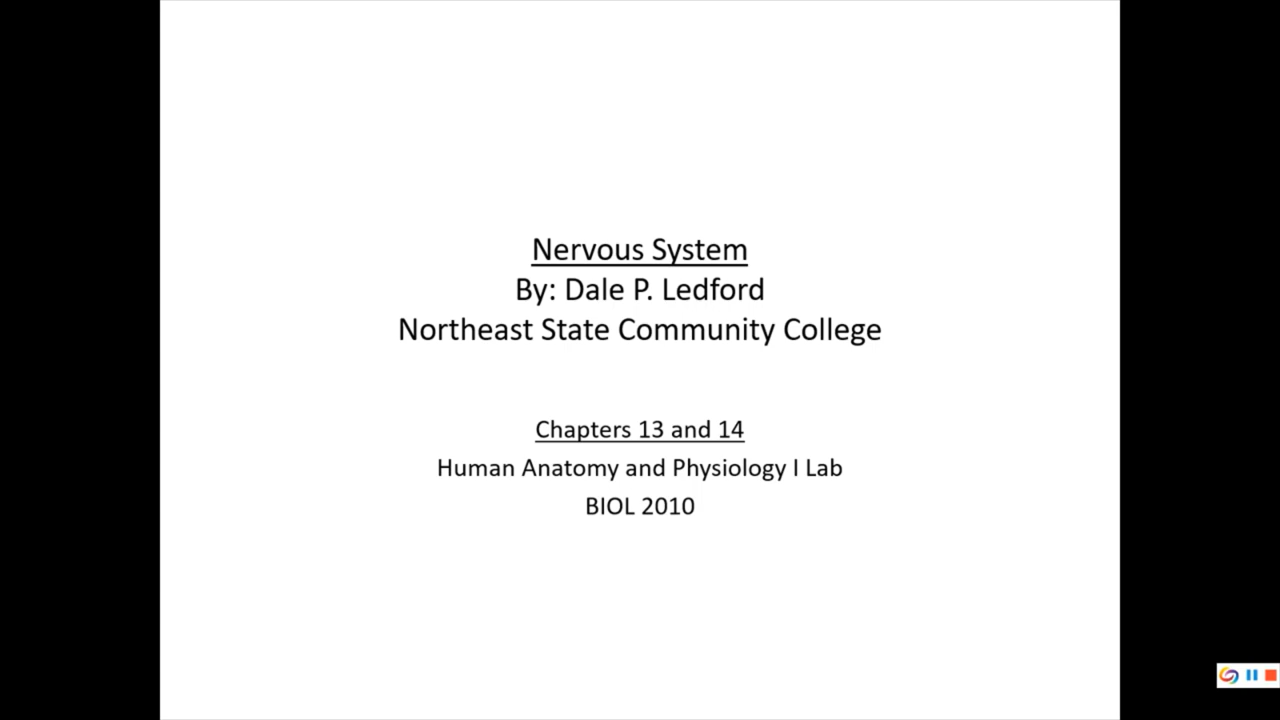 Nervous System
By: Dale P. Ledford
Northeast State Community College
Chapters 13 and 14
Human Anatomy and Physiology I Lab
BIOL 2010